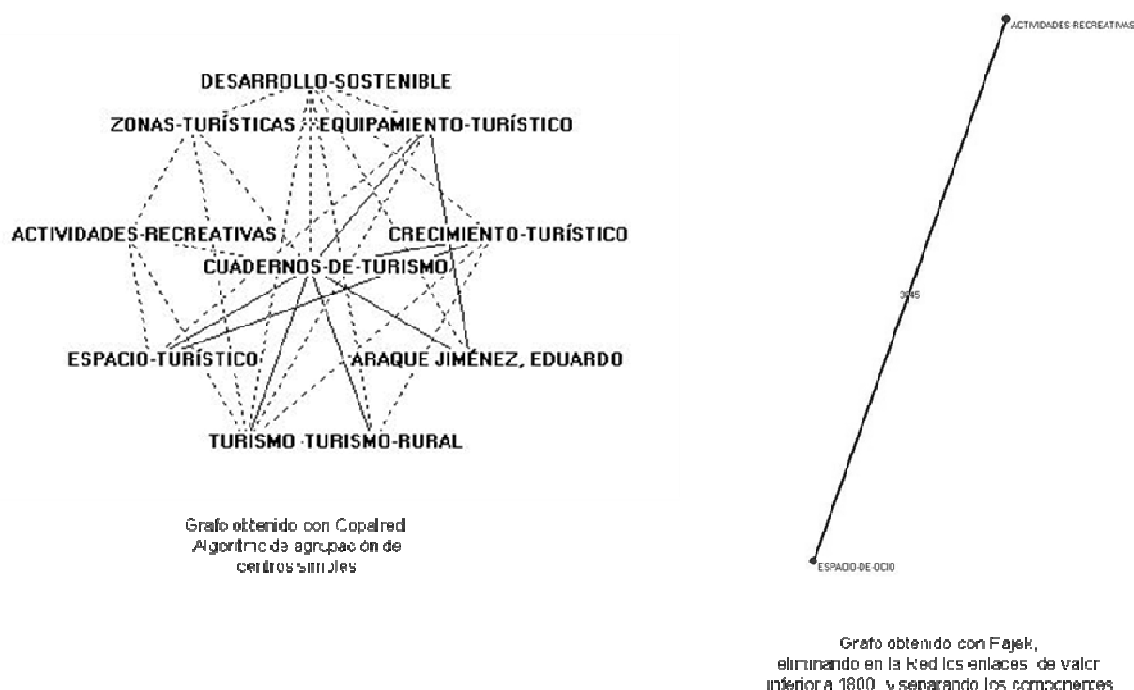 DESARROLLO-SOSTENIBLE
ZONAS-TURÍSTICAS EQUIPAMIENTO-TURÍSTICO
ACTIVIDADES-RECREATIVAS CRECIMIENTO-TURÍSTICO
CUADERNOS-DE-TURISMO
ESPACIO-TURÍSTICO ARAQUE JIMÉNEZ, EDUARDO
TURISMO TURISMO-RURAL
Grafo obtenido con Copalred
Algoritmo de agrupación de
centros simples
ACTIVIDADES-RECREATIVAS
ESPACIO-DE-OCIO
Grafo obtenido con Pajek,
eliminando en la Red los enlaces de valor
inferior a 1800 y separando los componentes